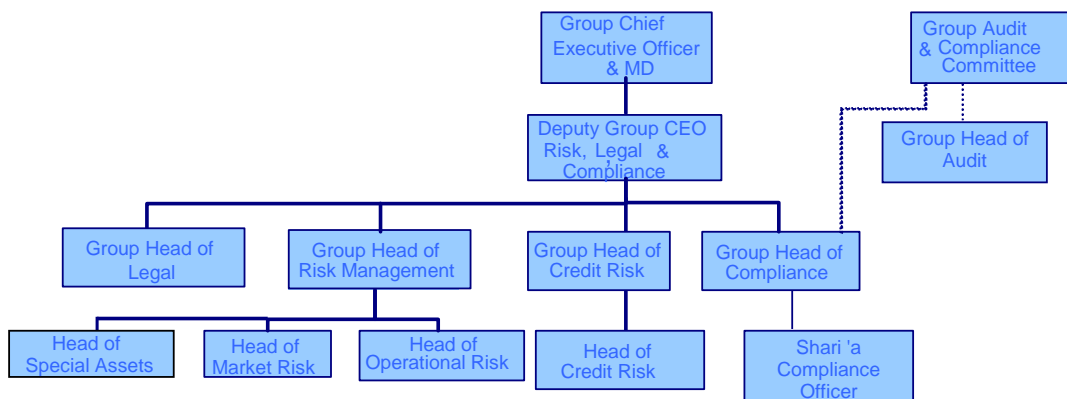 Group Chief
Executive Officer
& MD
Group Audit
& Compliance
Committee
Deputy Group CEO
Risk, Legal &
Compliance
Group Head of
Audit
Group Head of
Legal
Group Head of
Risk Management
Group Head of
Credit Risk
Group Head of
Compliance
Head of
Special Assets
Head of
Market Risk
Head of
Operational Risk
Head of
Credit Risk
Shari 'a
Compliance
Officer